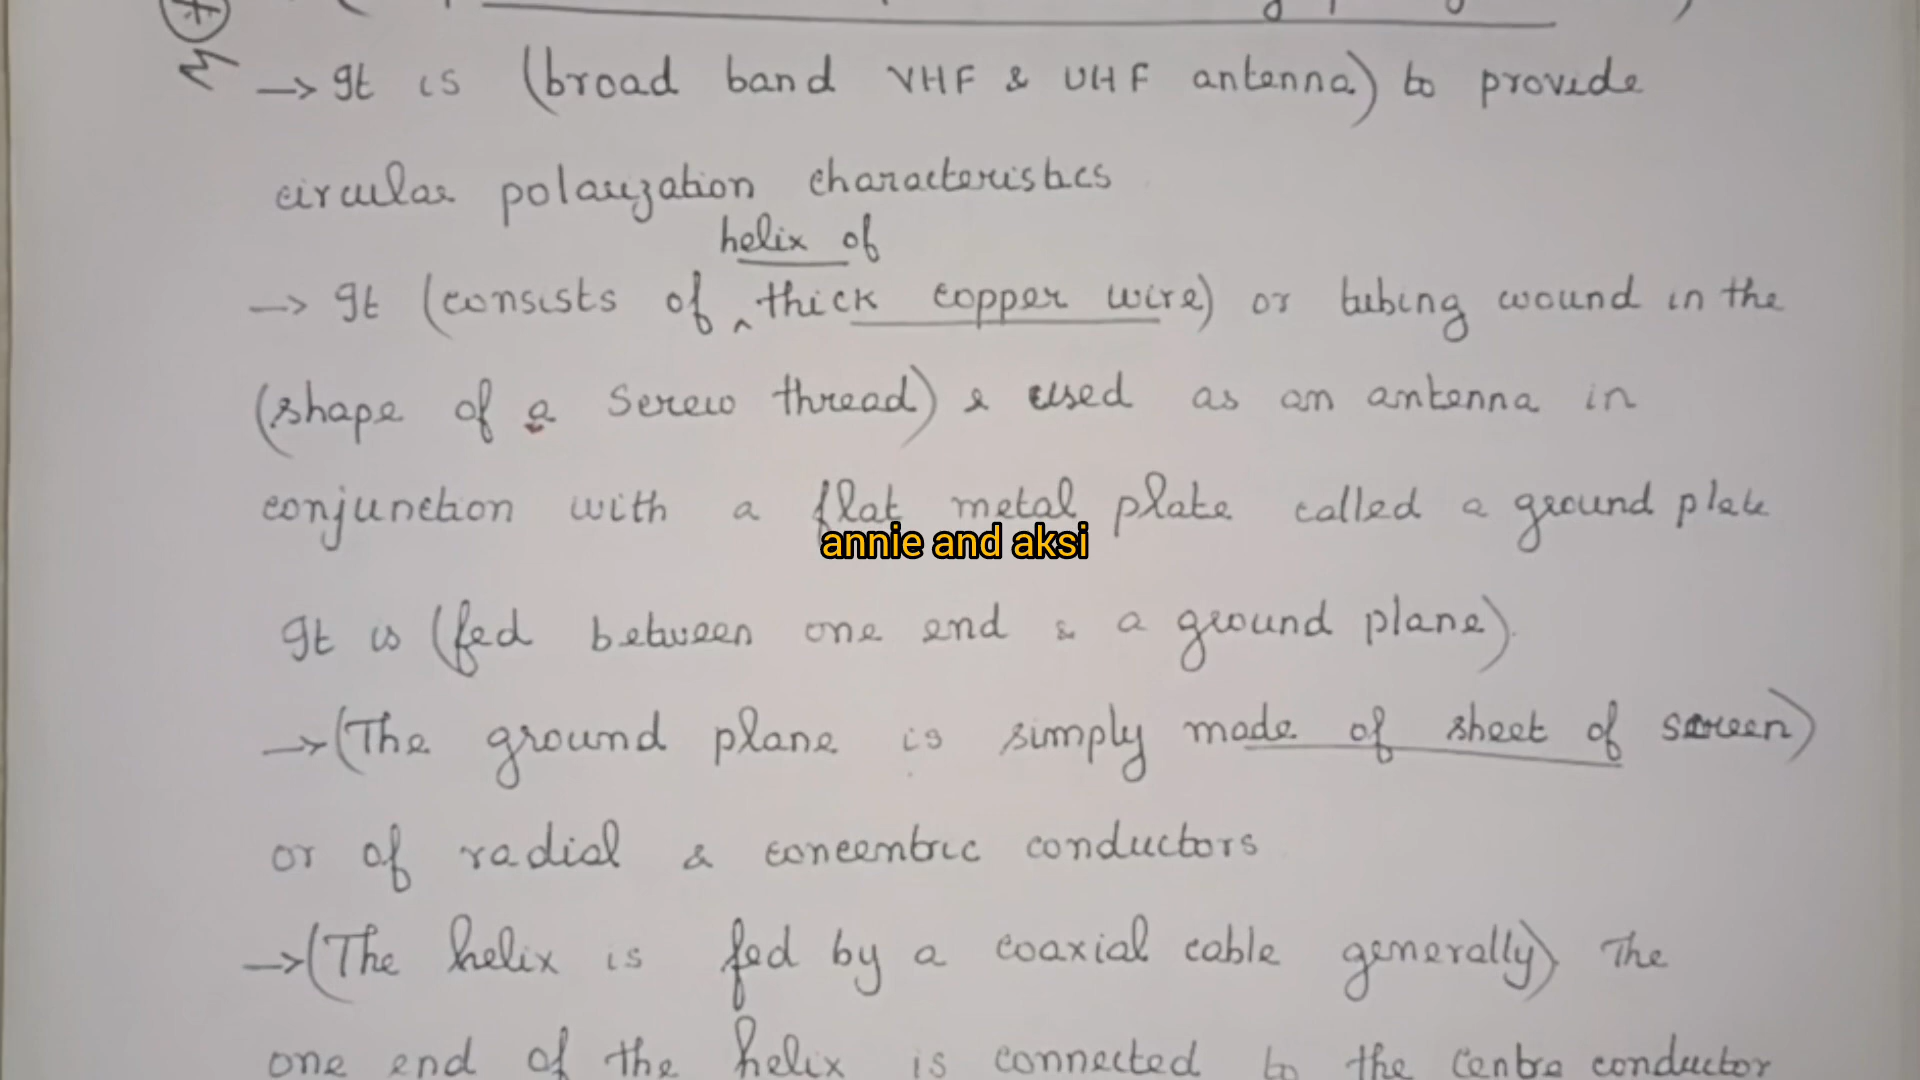 → It is (broad band VHF & UHF antenna) to provide
circular polarization characteristics
helix of
→ It (consists of ^ thick copper wire) or tubing wound in the
(shape of a screw thread) & used as an antenna in
conjunction with a flat metal plate called a ground plate
annie and aksi
It is (fed between one end & a ground plane).
→ (The ground plane is simply made of sheet of screen)
or of radial & concentric conductors
→ (The helix is fed by a coaxial cable generally) The
one end of the helix is connected to the centre conductor